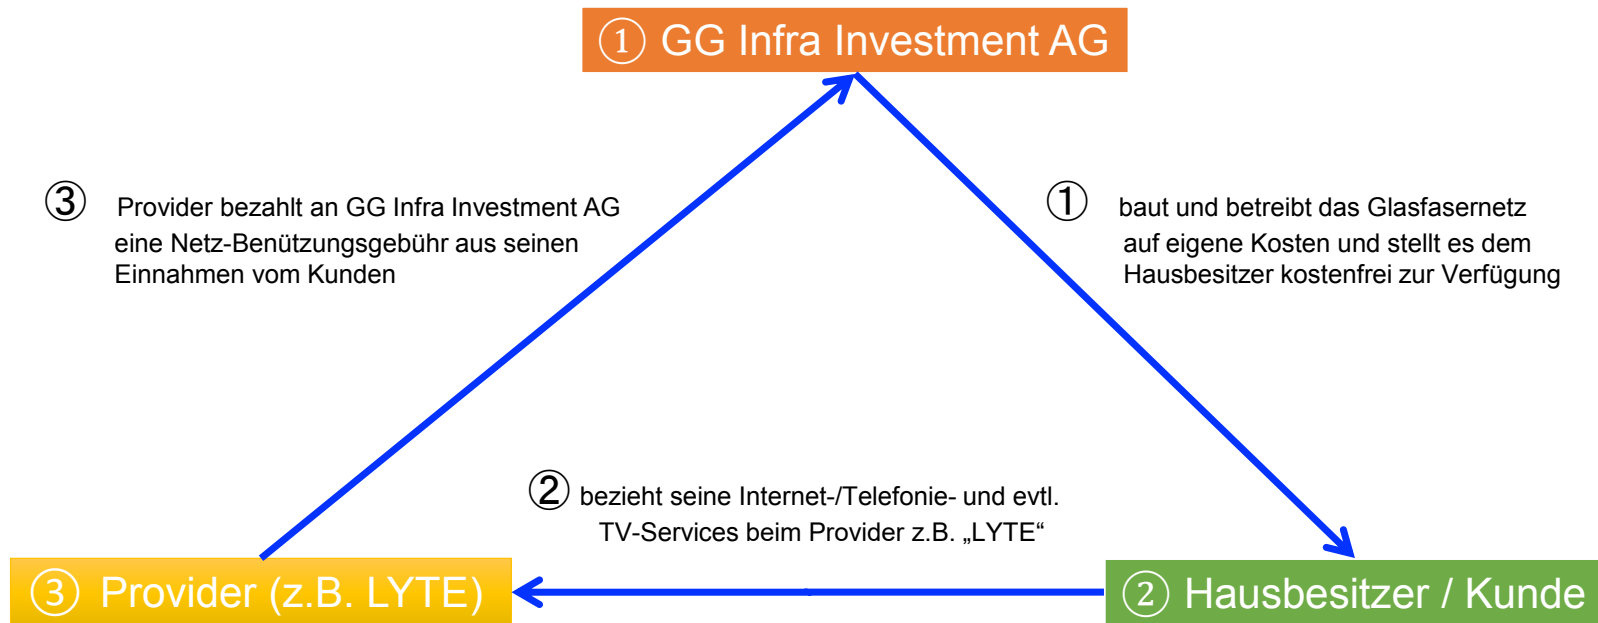 ① GG Infra Investment AG
③ Provider bezahlt an GG Infra Investment AG
eine Netz-Benützungsgebühr aus seinen
Einnahmen vom Kunden
① baut und betreibt das Glasfasernetz
auf eigene Kosten und stellt es dem
Hausbesitzer kostenfrei zur Verfügung
② bezieht seine Internet-/Telefonie- und evtl.
TV-Services beim Provider z.B. „LYTE“
③ Provider (z.B. LYTE)
② Hausbesitzer / Kunde